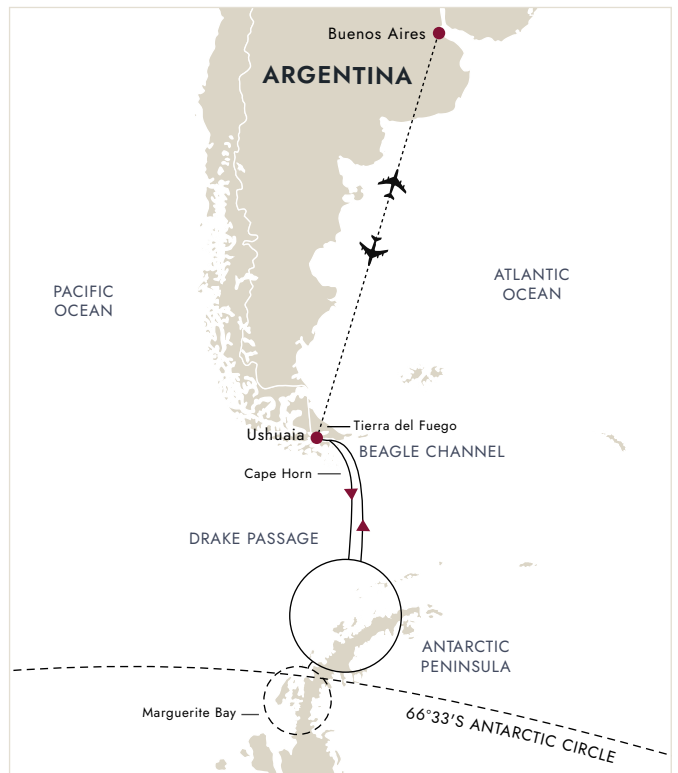 Buenos Aires
ARGENTINA
ATLANTIC
OCEAN
PACIFIC
OCEAN
Tierra del Fuego
Ushuaia
BEAGLE CHANNEL
Cape Horn
DRAKE PASSAGE
ANTARCTIC
PENINSULA
Marguerite Bay
66°33'S ANTARCTIC CIRCLE